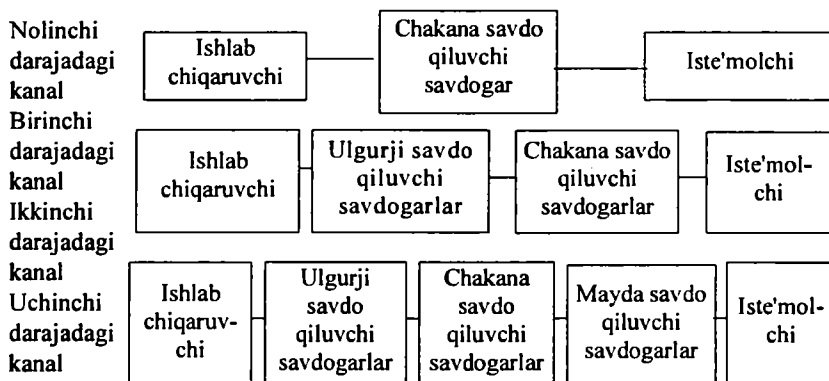 Nolinchi
darajadagi
kanal
Birinchi
darajadagi
kanal
Ikkinchi
darajadagi
kanal
Uchinchi
darajadagi
kanal
Ishlab
chiqaruvchi
Chakana savdo
qiluvchi
savdogar
Iste'molchi
Ishlab
chiqaruvchi
Ulgurji savdo
qiluvchi
savdogarlar
Chakana savdo
qiluvchi
savdogarlar
Iste'mol-
chi
Ishlab
chiqaruv-
chi
Ulgurji
savdo
qiluvchi
savdogarlar
Chakana
savdo
qiluvchi
savdogarlar
Mayda savdo
qiluvchi
savdogarlar
Iste'mol-
chi